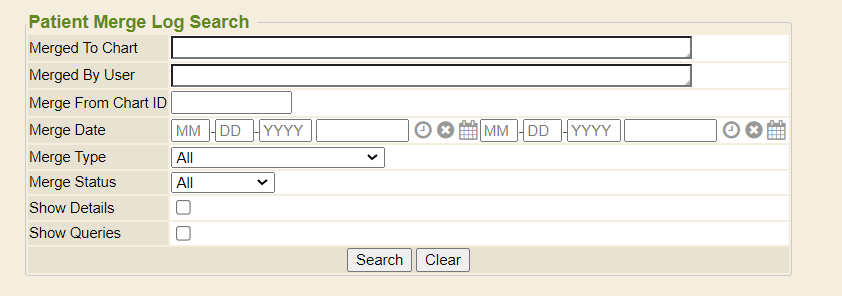 Patient Merge Log Search
Merged To Chart
Merged By User
Merge From Chart ID
Merge Date MM - DD - YYYY MM - DD - YYYY
Merge Type All
Merge Status All
Show Details
Show Queries
Search Clear